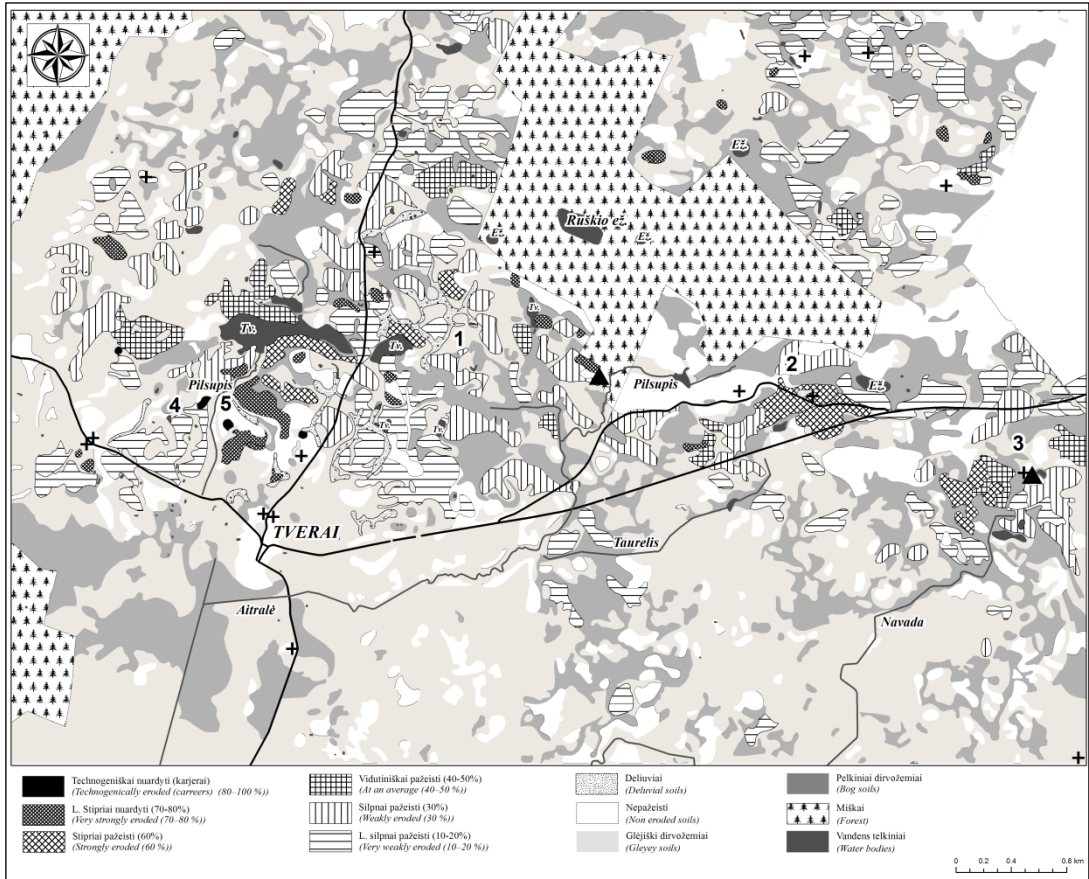 Ež.
Rūškio ež.
Ež.
Ež.
Tv.
Tv.
Tv.
1
Pilsupis
Pilsupis
2
Ež.
4
5
Tv.
Tv.
3
TVERAI
Taurelis
Aitralė
Navada
Technogeniškai nuardyti (karjerai)
(Technogenically eroded (carreers) (80–100 %))
L. Stipriai nuardyti (70-80%)
(Very strongly eroded (70–80 %))
Stipriai pažeisti (60%)
(Strongly eroded (60 %))
Vidutiniškai pažeisti (40-50%)
(At an average (40–50 %))
Silpnai pažeisti (30%)
(Weakly eroded (30 %))
L. silpnai pažeisti (10-20%)
(Very weakly eroded (10–20 %))
Deliuviai
(Deluvial soils)
Nepažeisti
(Non eroded soils)
Glėjiški dirvožemiai
(Gleyey soils)
Pelkiniai dirvožemiai
(Bog soils)
Miškai
(Forest)
Vandens telkiniai
(Water bodies)
0 0.2 0.4 0.8 km